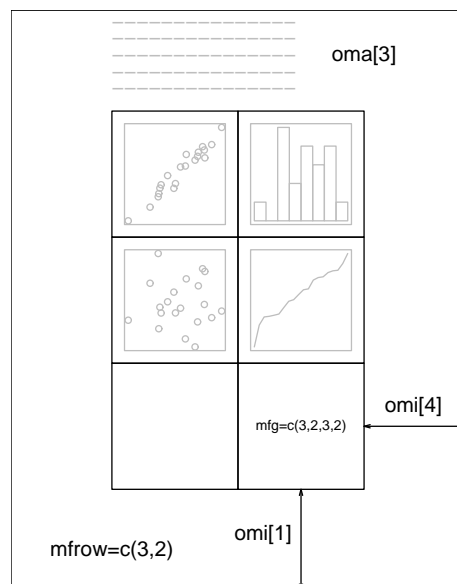 oma[3]
omi[4]
mfg=c(3,2,3,2)
omi[1]
mfrow=c(3,2)